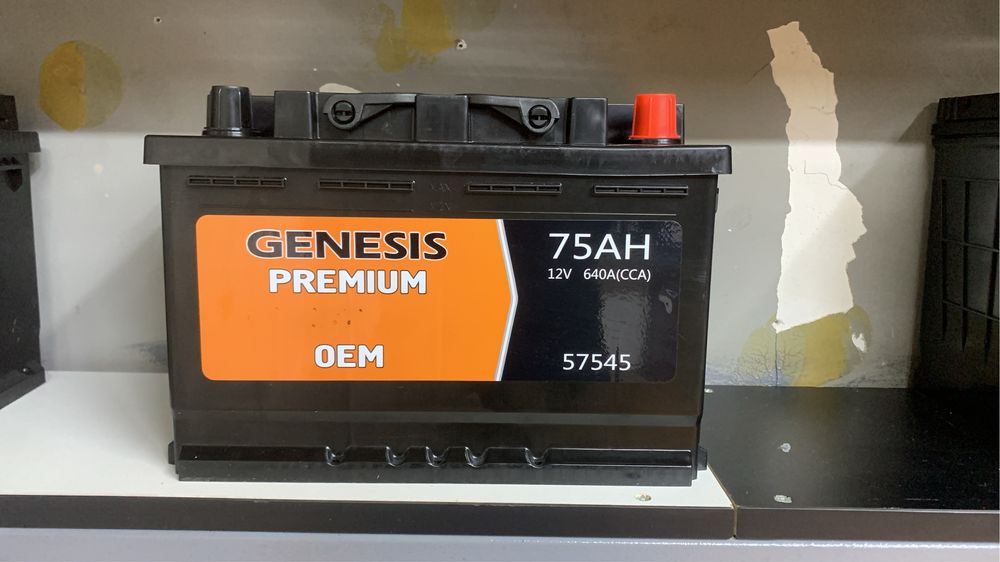 GENESIS
PREMIUM
OEM
75AH
12V 640A(CCA)
57545